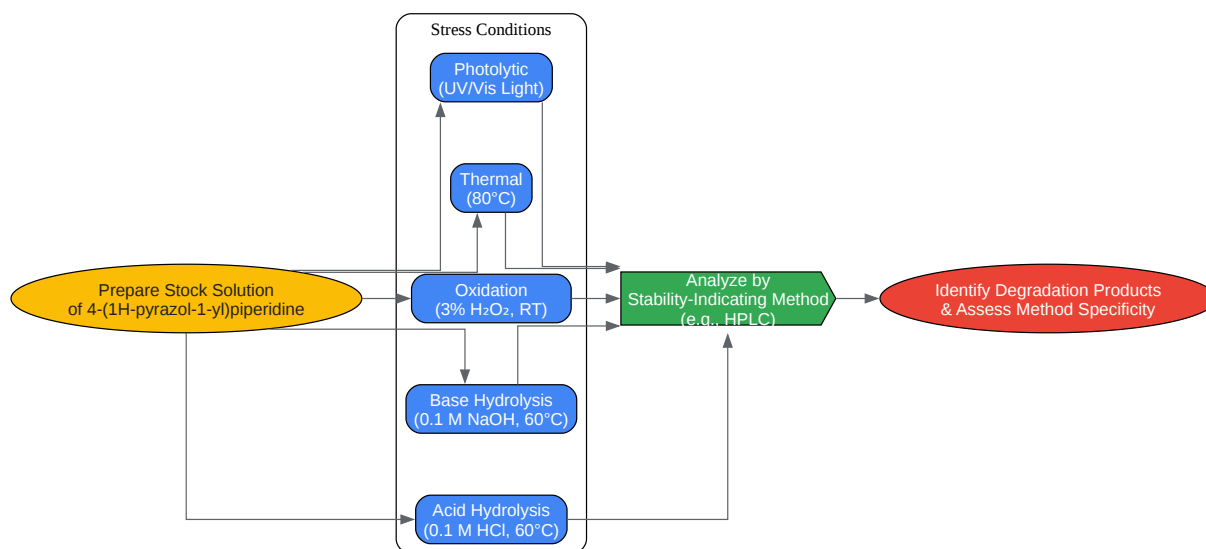 Stress Conditions
Photolytic
(UV/Vis Light)
Thermal
(80°C)
Prepare Stock Solution
of 4-(1H-pyrazol-1-yl)piperidine
Oxidation
(3% H₂O₂, RT)
Analyze by
Stability-Indicating Method
(e.g., HPLC)
Identify Degradation Products
& Assess Method Specificity
Base Hydrolysis
(0.1 M NaOH, 60°C)
Acid Hydrolysis
(0.1 M HCl, 60°C)